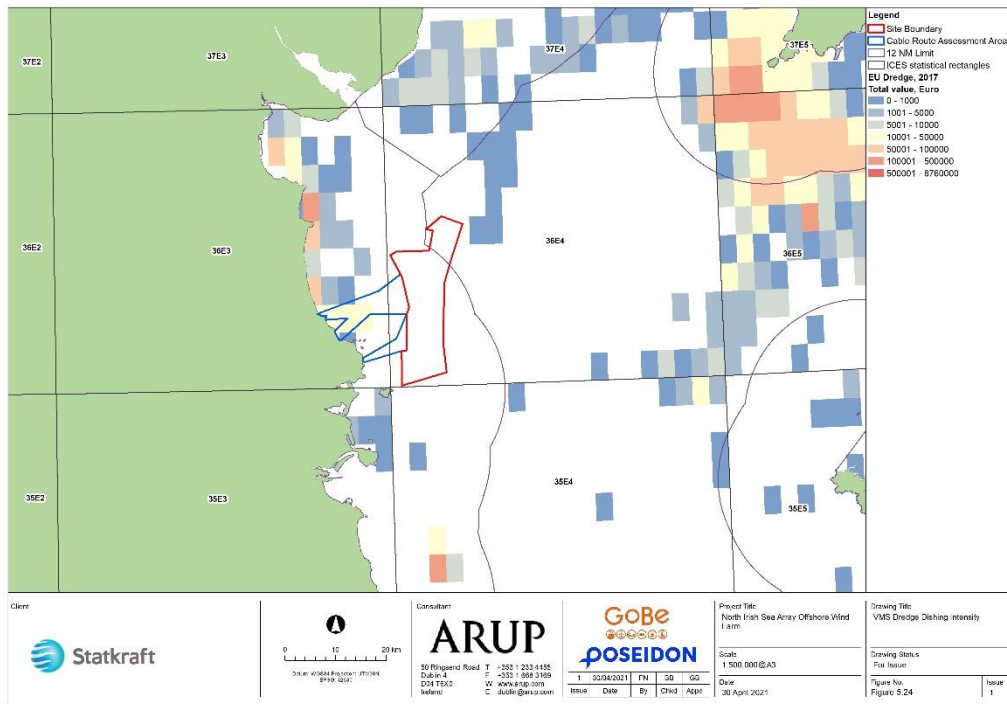 37E2
37E3
37E4
37E5
36E2
36E3
36E4
36E5
35E2
35E3
35E4
35E5
Legend
Site Boundary
Cable Route Assessment Area
12 NM Limit
ICES statistical rectangles
EU Dredge, 2017
Total value, Euro
0 - 1000
1001 - 5000
5001 - 10000
10001 - 50000
50001 - 100000
100001 500000
500001 - 8760000
Client
Statkraft
0 10 20 km
Consultant
ARUP
50 Ringsend Road T +353 1 233 4455
Dublin 4 F +353 1 668 3169
D04 T6X0 W www.arup.com
Ireland E dublin@arup.com
GoBe
POSEIDON
1 30/04/2021 FN GG
Issue Date By Chkd Appd
Project Title
North Irish Sea Array Offshore Wind
Farm
Scale
1:500,000@A3
Date
30 April 2021
Drawing Title
VMS Dredge Dishing Intensity
Drawing Status
For Issue
Figure No.
Figure 5.24
Issue
1